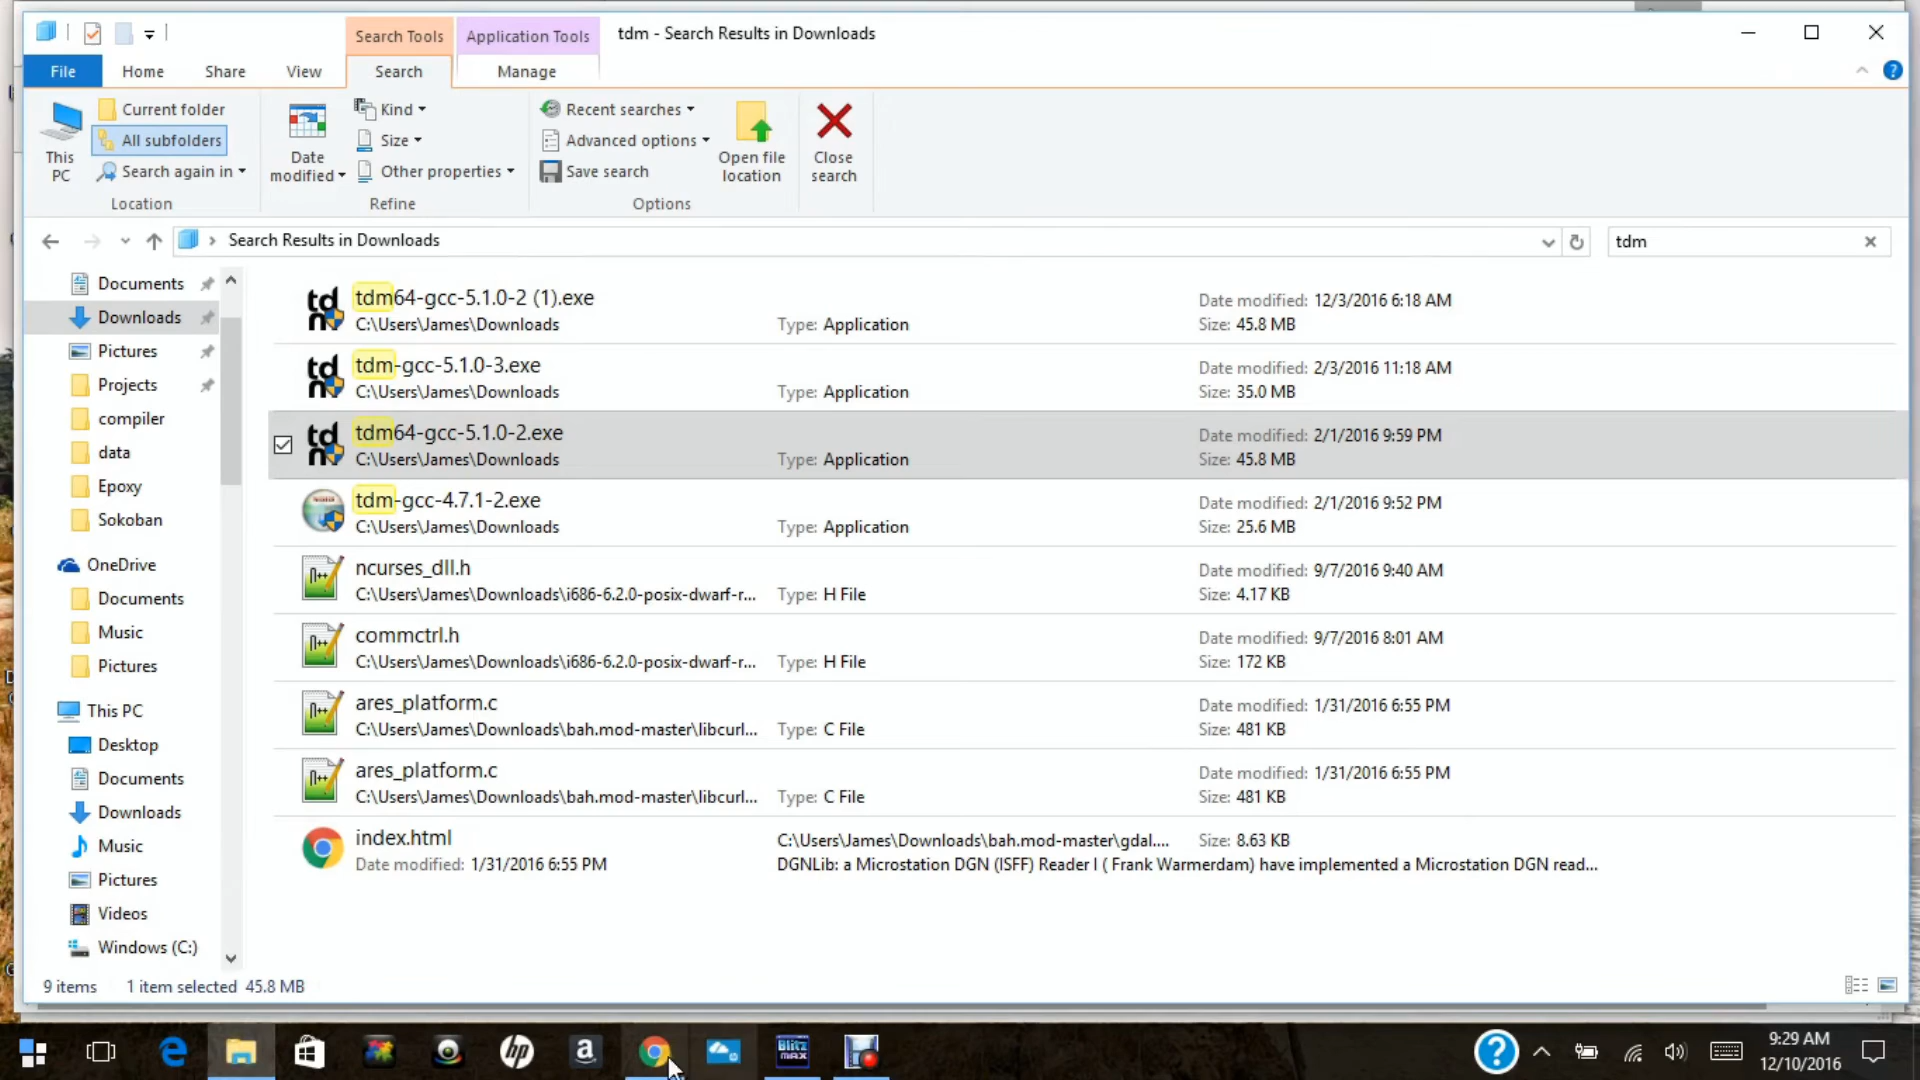 Search Tools
Application Tools
tdm - Search Results in Downloads
File
Home
Share
View
Search
Manage
This PC
Current folder
All subfolders
Search again in
Location
Date modified
Kind
Size
Other properties
Refine
Recent searches
Advanced options
Save search
Options
Open file location
Close search
Search Results in Downloads
tdm
Documents
Downloads
Pictures
Projects
compiler
data
Epoxy
Sokoban
OneDrive
Documents
Music
Pictures
This PC
Desktop
Documents
Downloads
Music
Pictures
Videos
Windows (C:)
tdm64-gcc-5.1.0-2 (1).exe
Date modified: 12/3/2016 6:18 AM
C:\Users\James\Downloads
Type: Application
Size: 45.8 MB
tdm-gcc-5.1.0-3.exe
Date modified: 2/3/2016 11:18 AM
C:\Users\James\Downloads
Type: Application
Size: 35.0 MB
tdm64-gcc-5.1.0-2.exe
Date modified: 2/1/2016 9:59 PM
C:\Users\James\Downloads
Type: Application
Size: 45.8 MB
tdm-gcc-4.7.1-2.exe
Date modified: 2/1/2016 9:52 PM
C:\Users\James\Downloads
Type: Application
Size: 25.6 MB
ncurses_dll.h
Date modified: 9/7/2016 9:40 AM
C:\Users\James\Downloads\i686-6.2.0-posix-dwarf-r...
Type: H File
Size: 4.17 KB
commctrl.h
Date modified: 9/7/2016 8:01 AM
C:\Users\James\Downloads\i686-6.2.0-posix-dwarf-r...
Type: H File
Size: 172 KB
ares_platform.c
Date modified: 1/31/2016 6:55 PM
C:\Users\James\Downloads\bah.mod-master\libcurl...
Type: C File
Size: 481 KB
ares_platform.c
Date modified: 1/31/2016 6:55 PM
C:\Users\James\Downloads\bah.mod-master\libcurl...
Type: C File
Size: 481 KB
index.html
C:\Users\James\Downloads\bah.mod-master\gdal....
Size: 8.63 KB
Date modified: 1/31/2016 6:55 PM
DGNLib: a Microstation DGN (ISFF) Reader I ( Frank Warmerdam) have implemented a Microstation DGN read...
9 items
1 item selected 45.8 MB
hp
a
Blitz
max
9:29 AM
12/10/2016